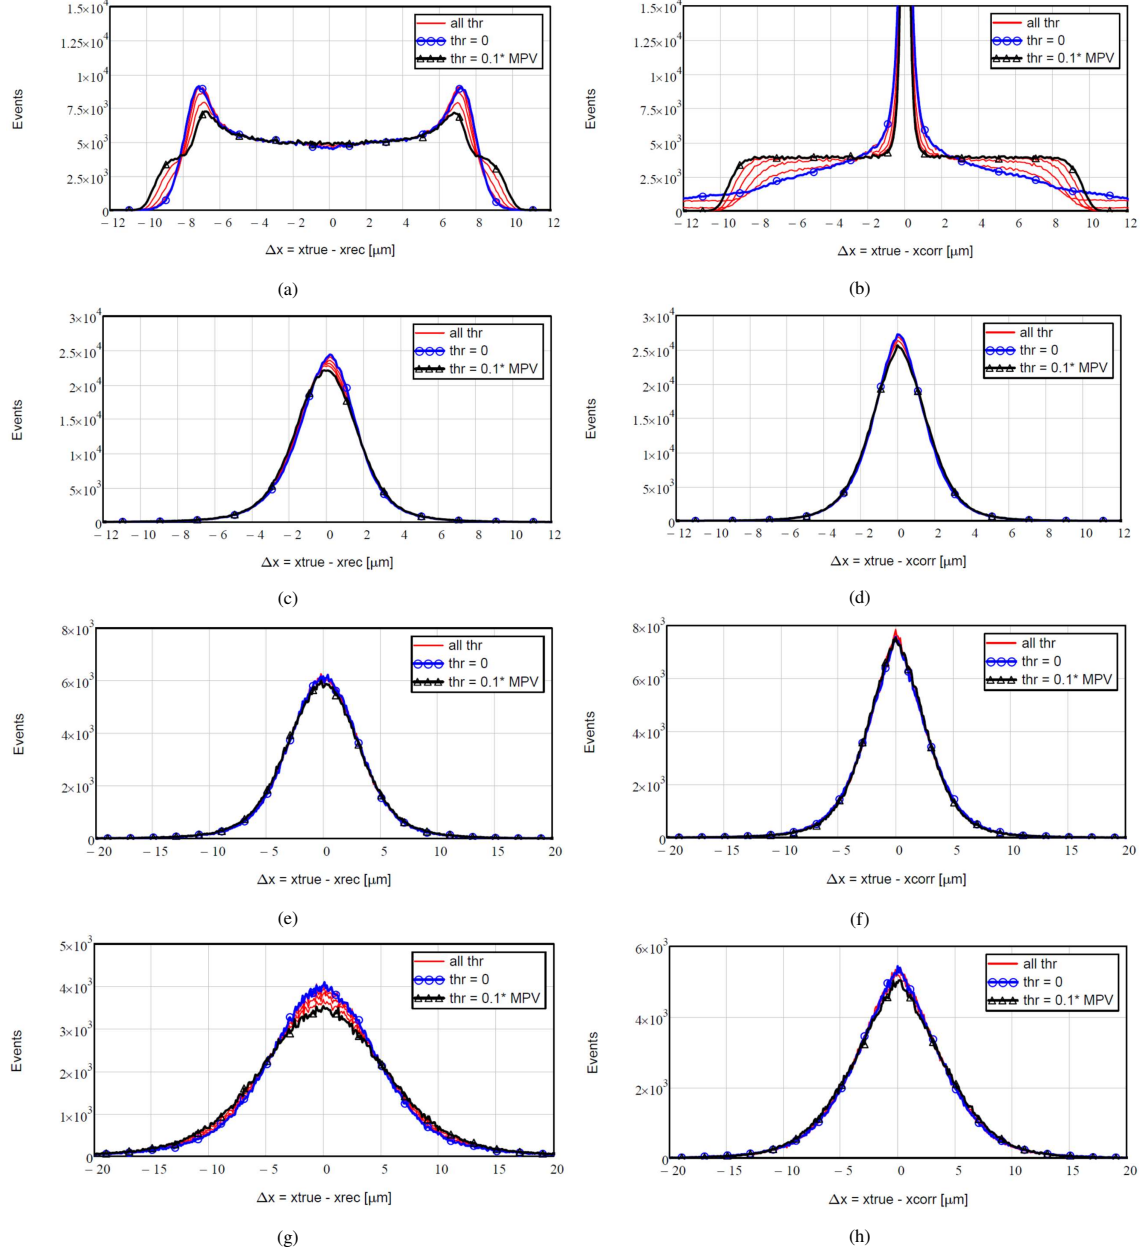 1.5×10⁴
1.25×10⁴
1×10⁴
7.5×10³
5×10³
2.5×10³
0
Events
all thr
thr = 0
thr = 0.1* MPV
−12 −10 −8 −6 −4 −2 0 2 4 6 8 10 12
Δx = xtrue - xrec [µm]
(a)
1.5×10⁴
1.25×10⁴
1×10⁴
7.5×10³
5×10³
2.5×10³
0
Events
all thr
thr = 0
thr = 0.1* MPV
−12 −10 −8 −6 −4 −2 0 2 4 6 8 10 12
Δx = xtrue - xcorr [µm]
(b)
3×10⁴
2.5×10⁴
2×10⁴
1.5×10⁴
1×10⁴
5×10³
0
Events
all thr
thr = 0
thr = 0.1* MPV
−12 −10 −8 −6 −4 −2 0 2 4 6 8 10 12
Δx = xtrue - xrec [µm]
(c)
3×10⁴
2.5×10⁴
2×10⁴
1.5×10⁴
1×10⁴
5×10³
0
Events
all thr
thr = 0
thr = 0.1* MPV
−12 −10 −8 −6 −4 −2 0 2 4 6 8 10 12
Δx = xtrue - xcorr [µm]
(d)
8×10³
6×10³
4×10³
2×10³
0
Events
all thr
thr = 0
thr = 0.1* MPV
−20 −15 −10 −5 0 5 10 15 20
Δx = xtrue - xrec [µm]
(e)
8×10³
6×10³
4×10³
2×10³
0
Events
all thr
thr = 0
thr = 0.1* MPV
−20 −15 −10 −5 0 5 10 15 20
Δx = xtrue - xcorr [µm]
(f)
5×10³
4×10³
3×10³
2×10³
1×10³
0
Events
all thr
thr = 0
thr = 0.1* MPV
−20 −15 −10 −5 0 5 10 15 20
Δx = xtrue - xrec [µm]
(g)
6×10³
4×10³
2×10³
0
Events
all thr
thr = 0
thr = 0.1* MPV
−20 −15 −10 −5 0 5 10 15 20
Δx = xtrue - xcorr [µm]
(h)